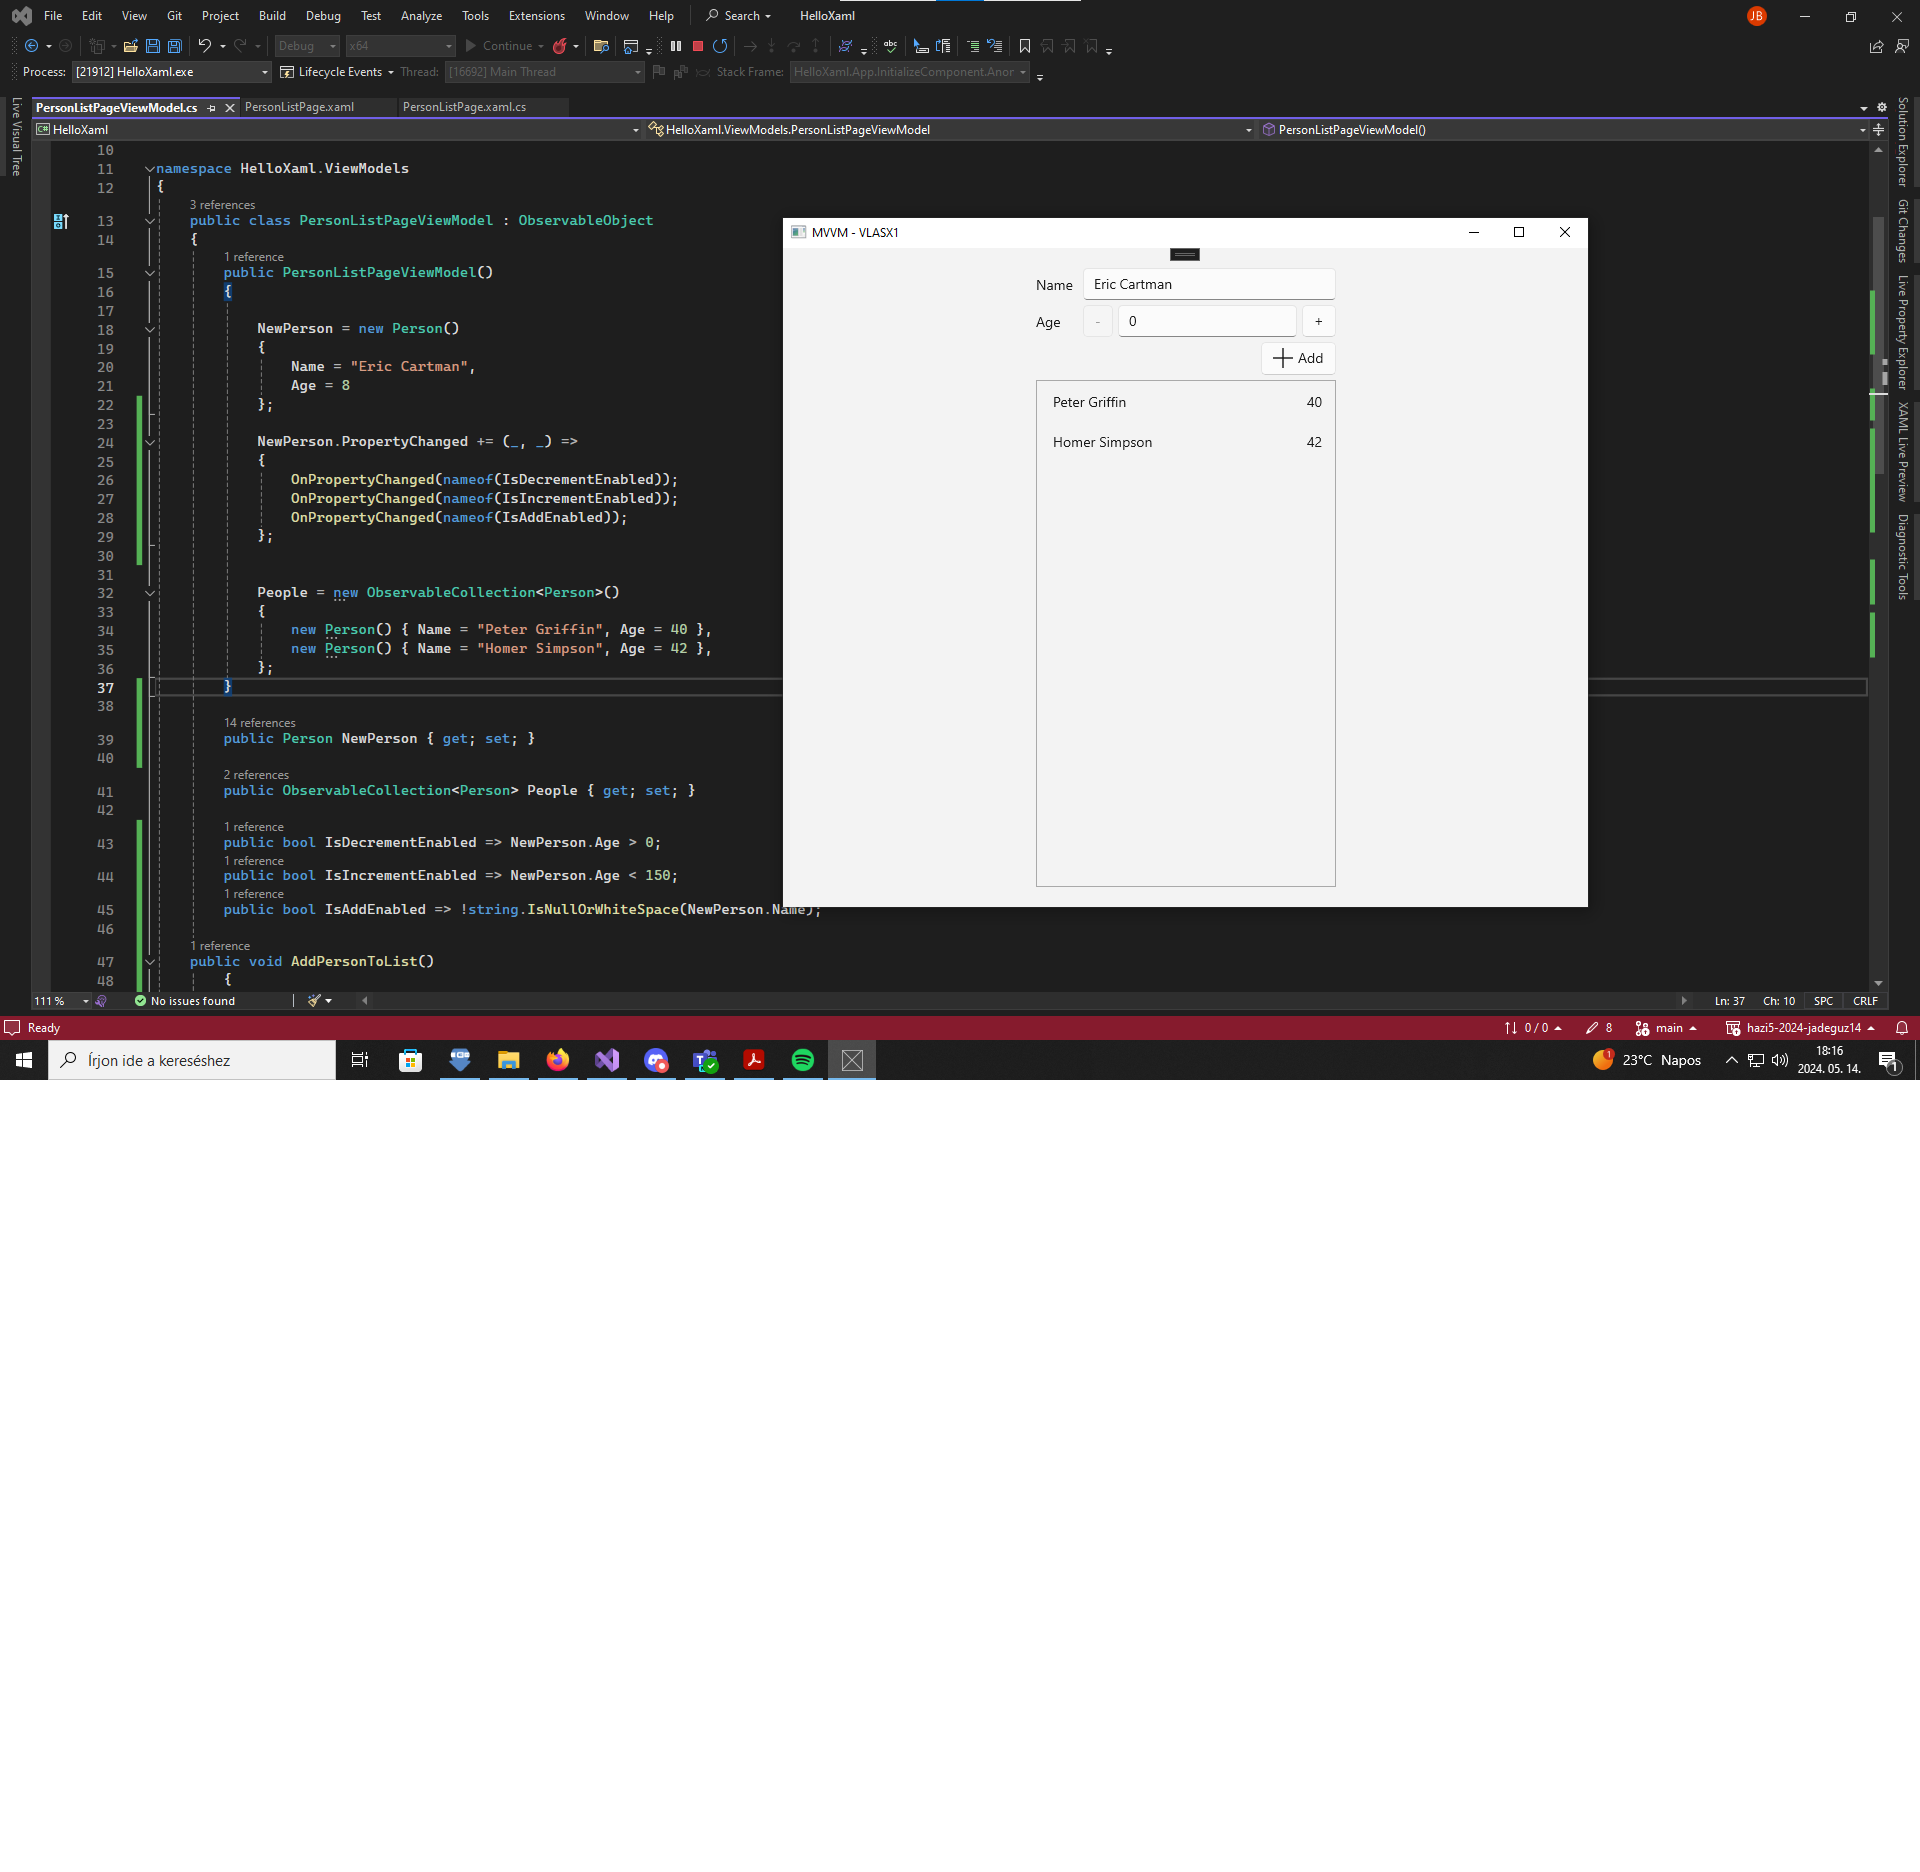 File Edit View Git Project Build Debug Test Analyze Tools Extensions Window Help Search HelloXaml JB
Debug x64 Continue
Process: [21912] HelloXaml.exe Lifecycle Events Thread: [16692] Main Thread Stack Frame: HelloXaml.App.InitializeComponent.Anor
PersonListPageViewModel.cs PersonListPage.xaml PersonListPage.xaml.cs
HelloXaml HelloXaml.ViewModels.PersonListPageViewModel PersonListPageViewModel()
Live Visual Tree
10
11 namespace HelloXaml.ViewModels
12 {
3 references
13 public class PersonListPageViewModel : ObservableObject
14 {
1 reference
15 public PersonListPageViewModel()
16 {
17
18 NewPerson = new Person()
19 {
20 Name = "Eric Cartman",
21 Age = 8
22 };
23
24 NewPerson.PropertyChanged += (_, _) =>
25 {
26 OnPropertyChanged(nameof(IsDecrementEnabled));
27 OnPropertyChanged(nameof(IsIncrementEnabled));
28 OnPropertyChanged(nameof(IsAddEnabled));
29 };
30
31
32 People = new ObservableCollection<Person>()
33 {
34 new Person() { Name = "Peter Griffin", Age = 40 },
35 new Person() { Name = "Homer Simpson", Age = 42 },
36 };
37 }
38
14 references
39 public Person NewPerson { get; set; }
40
2 references
41 public ObservableCollection<Person> People { get; set; }
42
1 reference
43 public bool IsDecrementEnabled => NewPerson.Age > 0;
1 reference
44 public bool IsIncrementEnabled => NewPerson.Age < 150;
1 reference
45 public bool IsAddEnabled => !string.IsNullOrWhiteSpace(NewPerson.Name);
46
1 reference
47 public void AddPersonToList()
48 {
MVVM - VLASX1
Name Eric Cartman
Age - 0 +
Add
Peter Griffin 40
Homer Simpson 42
Solution Explorer
Git Changes
Live Property Explorer
XAML Live Preview
Diagnostic Tools
111 % No issues found Ln: 37 Ch: 10 SPC CRLF
Ready 0 / 0 8 main hazi5-2024-jadeguz14
Írjon ide a kereséshez 1 23°C Napos 18:16
2024. 05. 14. 1